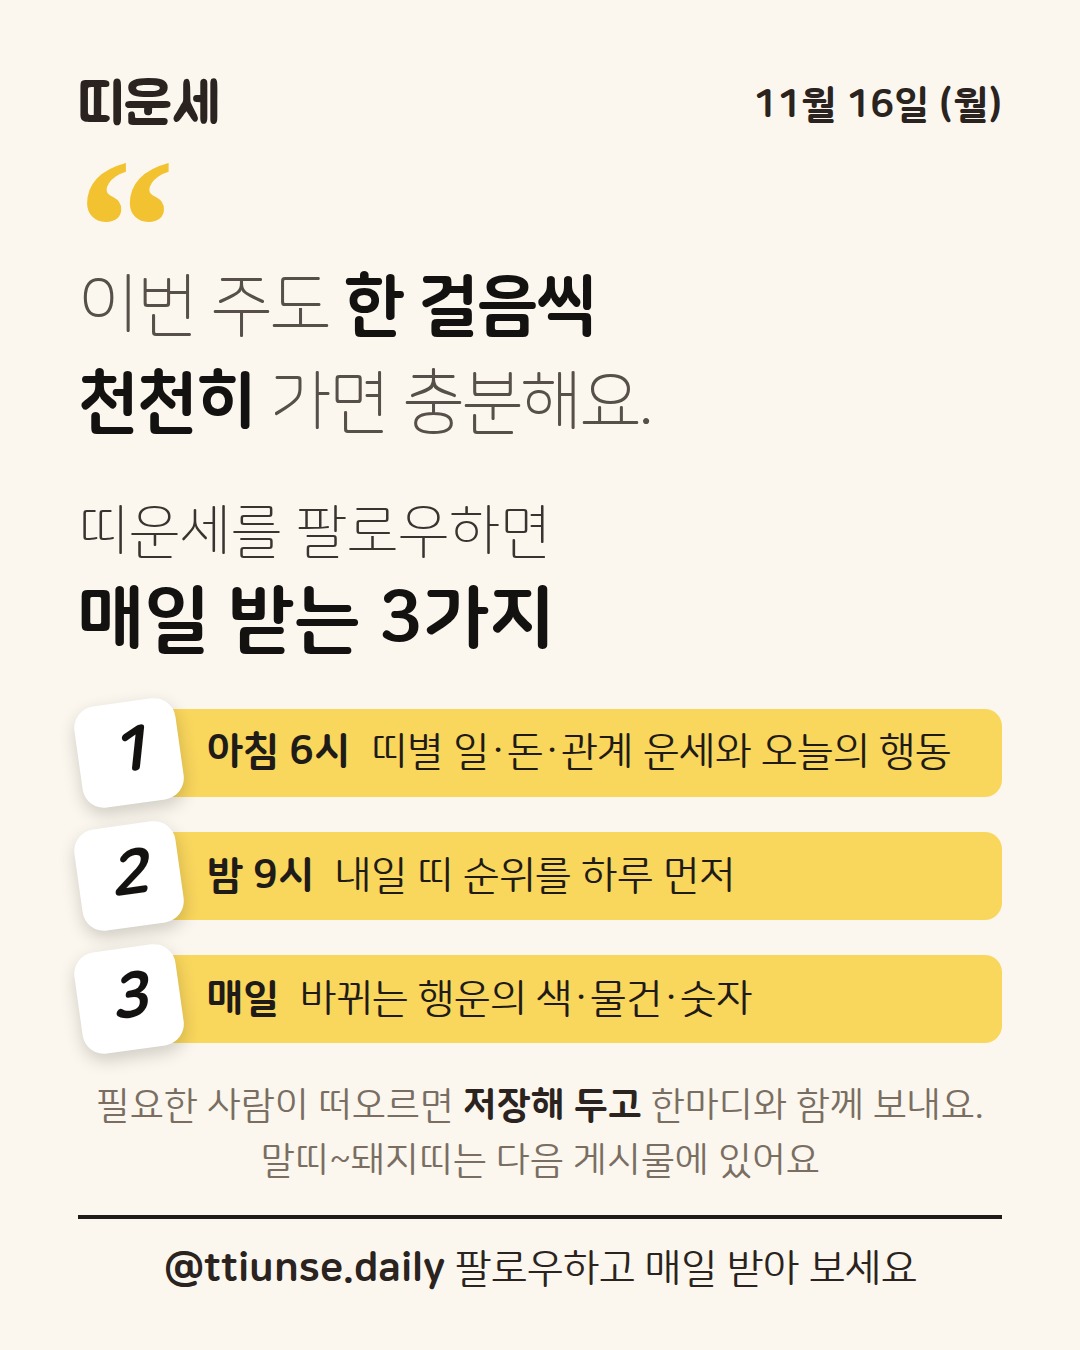 띠운세
11월 16일 (월)
“
이번 주도 한 걸음씩
천천히 가면 충분해요.
띠운세를 팔로우하면
매일 받는 3가지
1 아침 6시 띠별 일·돈·관계 운세와 오늘의 행동
2 밤 9시 내일 띠 순위를 하루 먼저
3 매일 바뀌는 행운의 색·물건·숫자
필요한 사람이 떠오르면 저장해 두고 한마디와 함께 보내요.
말띠~돼지띠는 다음 게시물에 있어요
@ttiunse.daily 팔로우하고 매일 받아 보세요